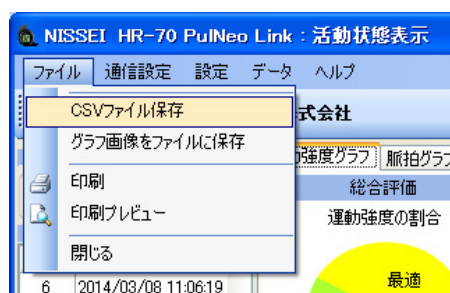 NISSEI HR-70 PulNeo Link : 活動状態表示
ファイル 通信設定 設定 データ ヘルプ
CSVファイル保存
式会社
グラフ画像をファイルに保存
強度グラフ 脈拍グラフ
印刷
総合評価
印刷プレビュー
運動強度の割合
閉じる
最適
6 2014/03/08 11:06:19